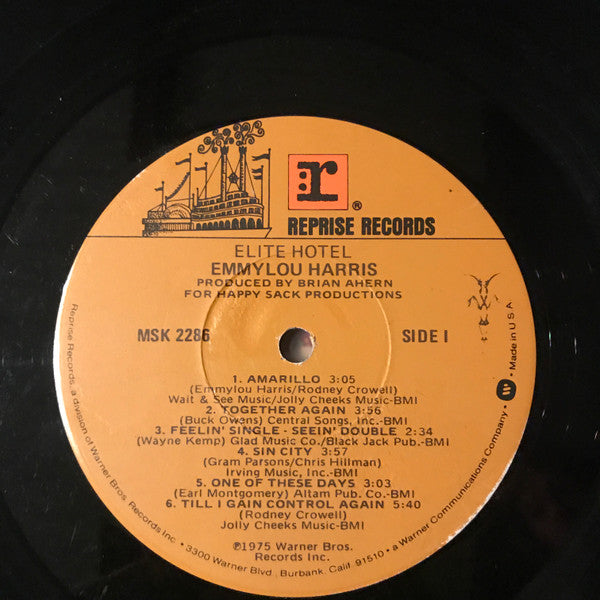 r
®
REPRISE RECORDS
ELITE HOTEL
EMMYLOU HARRIS
PRODUCED BY BRIAN AHERN
FOR HAPPY SACK PRODUCTIONS
MSK 2286
SIDE I
1. AMARILLO 3:05
(Emmylou Harris/Rodney Crowell)
Wait & See Music/Jolly Cheeks Music-BMI
2. TOGETHER AGAIN 3:56
(Buck Owens) Central Songs, Inc.-BMI
3. FEELIN' SINGLE - SEEIN' DOUBLE 2:34
(Wayne Kemp) Glad Music Co./Black Jack Pub.-BMI
4. SIN CITY 3:57
(Gram Parsons/Chris Hillman)
Irving Music, Inc.-BMI
5. ONE OF THESE DAYS 3:03
(Earl Montgomery) Altam Pub. Co.-BMI
6. TILL I GAIN CONTROL AGAIN 5:40
(Rodney Crowell)
Jolly Cheeks Music-BMI
℗1975 Warner Bros.
Records Inc.
Reprise Records, a division of Warner Bros. Records Inc. • 3300 Warner Blvd., Burbank, Calif. 91510 • a Warner Communications Company • W • Made in U.S.A.